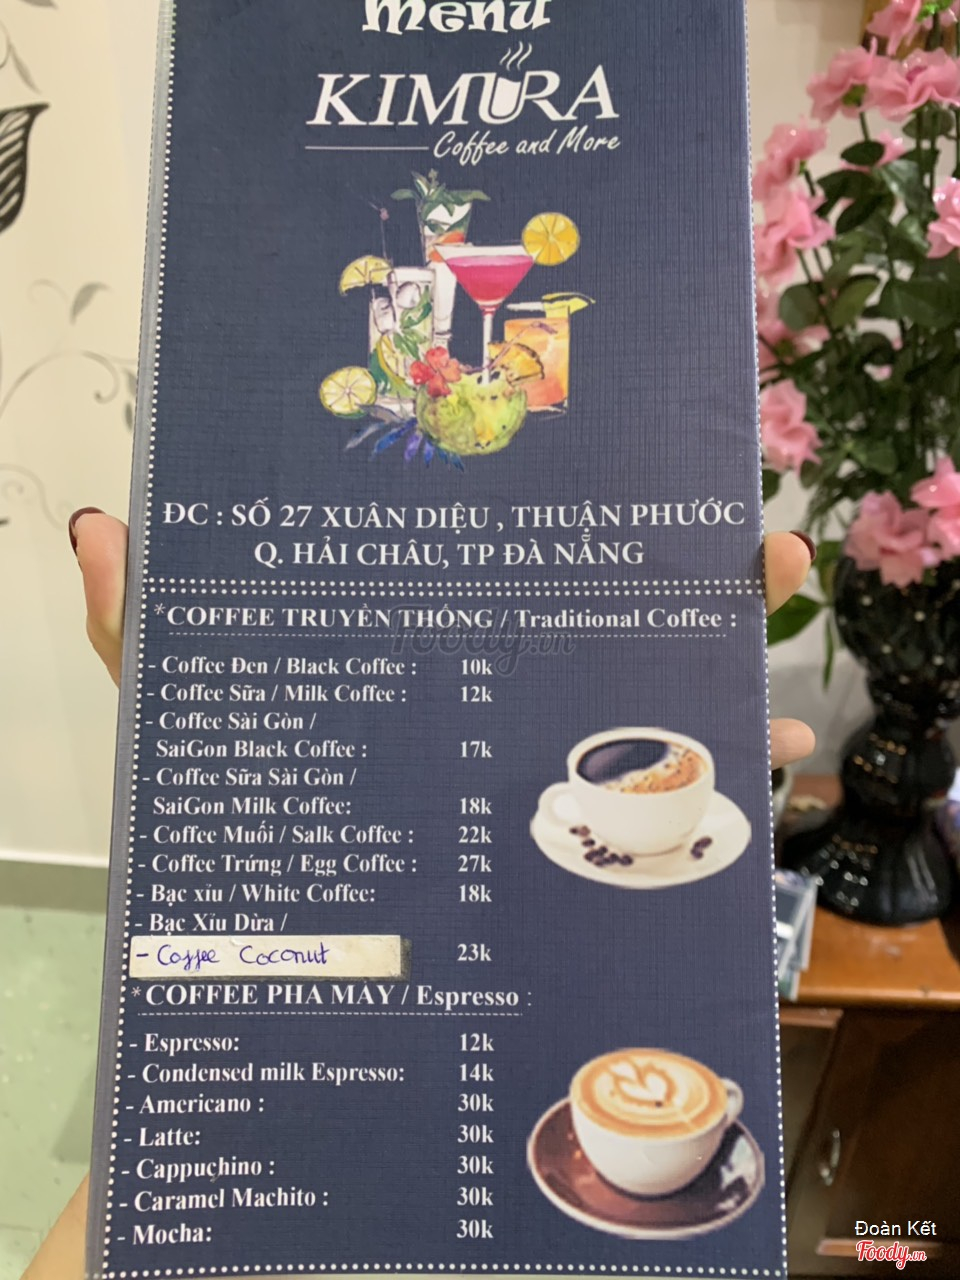 Menu
KIMURA
Coffee and More
ĐC : SỐ 27 XUÂN DIỆU , THUẬN PHƯỚC
Q. HẢI CHÂU, TP ĐÀ NẴNG
*COFFEE TRUYỀN THỐNG / Traditional Coffee :
Foody.vn
- Coffee Đen / Black Coffee : 10k
- Coffee Sữa / Milk Coffee : 12k
- Coffee Sài Gòn /
SaiGon Black Coffee : 17k
- Coffee Sữa Sài Gòn /
SaiGon Milk Coffee: 18k
- Coffee Muối / Salk Coffee : 22k
- Coffee Trứng / Egg Coffee : 27k
- Bạc xỉu / White Coffee: 18k
- Bạc Xỉu Dừa /
- Coffee Coconut 23k
*COFFEE PHA MÁY / Espresso :
- Espresso: 12k
- Condensed milk Espresso: 14k
- Americano : 30k
- Latte: 30k
- Cappuchino : 30k
- Caramel Machito : 30k
- Mocha: 30k
Đoàn Kết
Foody.vn